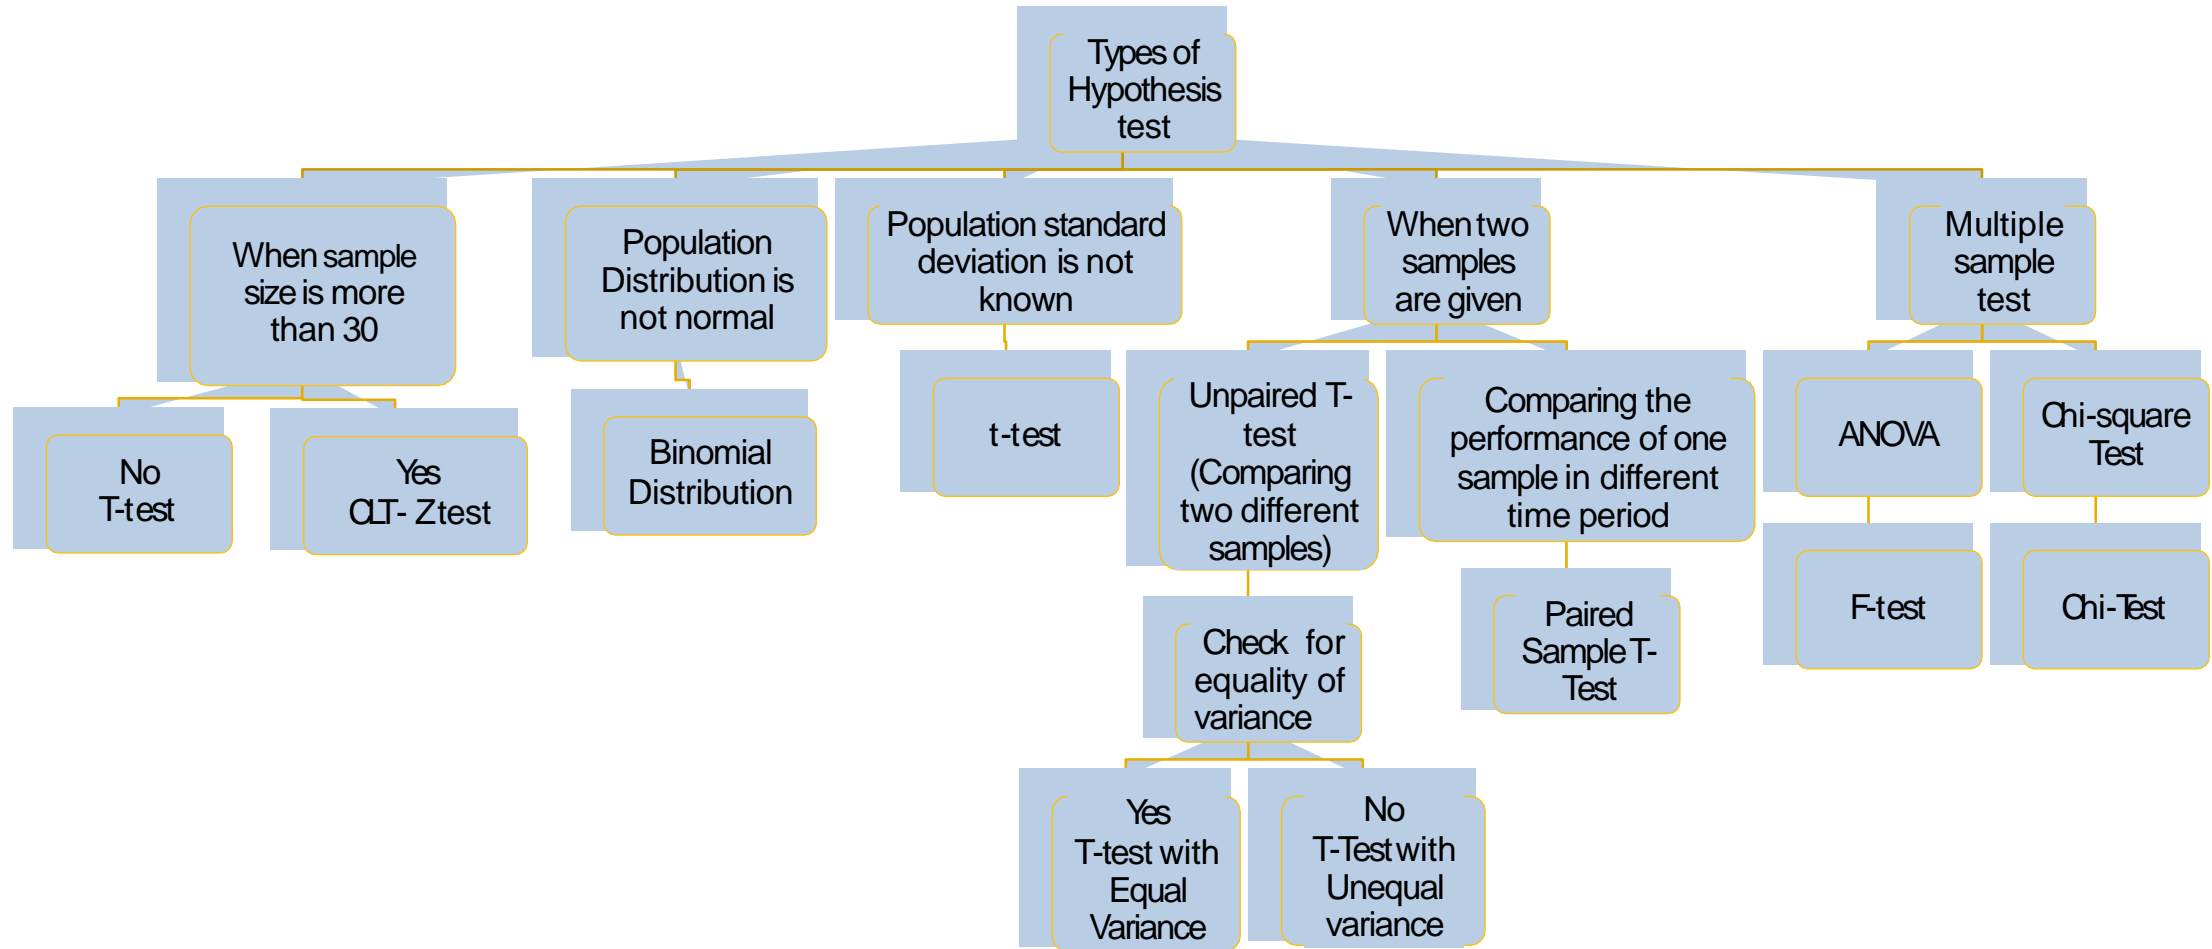 Types of
Hypothesis
test
When sample
size is more
than 30
Population
Distribution is
not normal
Population standard
deviation is not
known
When two
samples
are given
Multiple
sample
test
No
T-test
Yes
CLT- Z test
Binomial
Distribution
t-test
Unpaired T-
test
(Comparing
two different
samples)
Comparing the
performance of one
sample in different
time period
ANOVA
Chi-square
Test
Check for
equality of
variance
Paired
Sample T-
Test
F-test
Chi-Test
Yes
T-test with
Equal
Variance
No
T-Test with
Unequal
variance